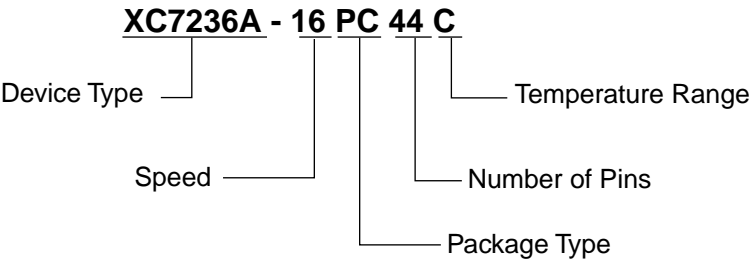 XC7236A - 16 PC 44 C
Device Type
Temperature Range
Speed
Number of Pins
Package Type